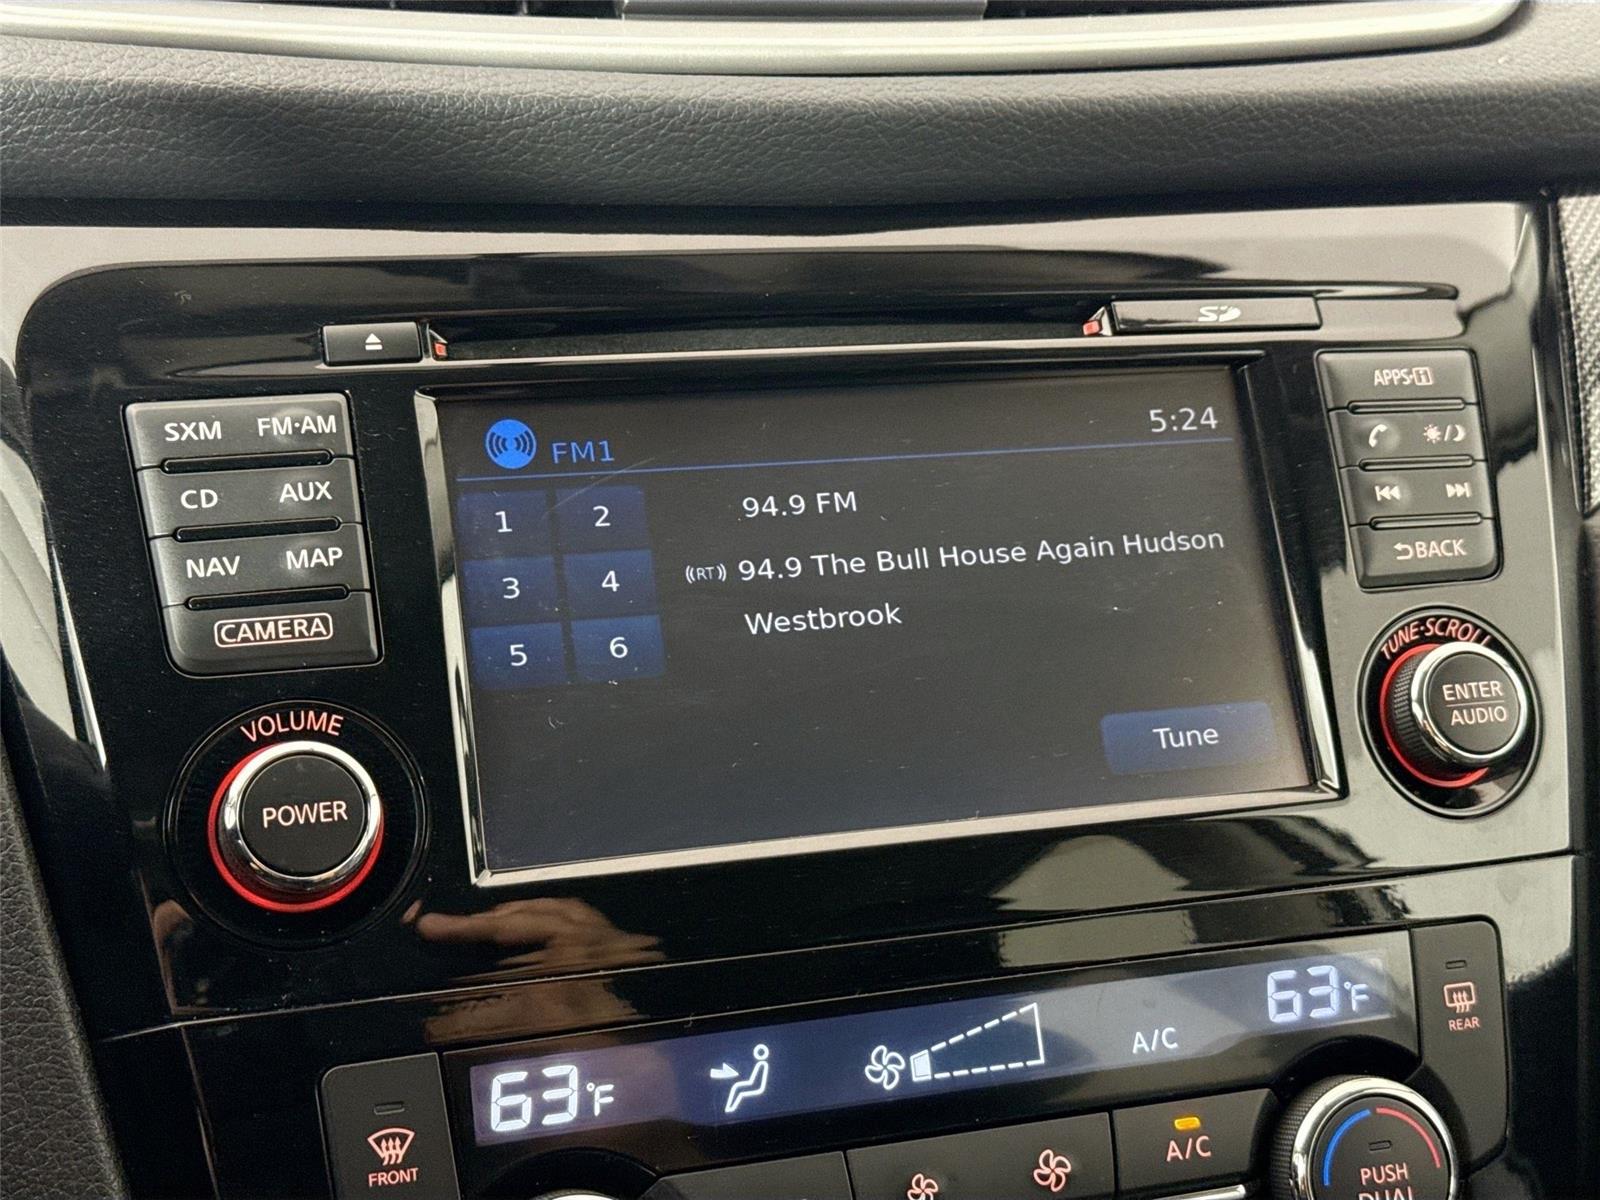 SD
APPS·i
SXM FM·AM
FM1
5:24
CD AUX
1 2
94.9 FM
3 4
((RT)) 94.9 The Bull House Again Hudson
Westbrook
BACK
NAV MAP
CAMERA
5 6
TUNE·SCROLL
ENTER
AUDIO
VOLUME
POWER
Tune
63°F
A/C
63°F
REAR
FRONT
A/C
PUSH
DUAL